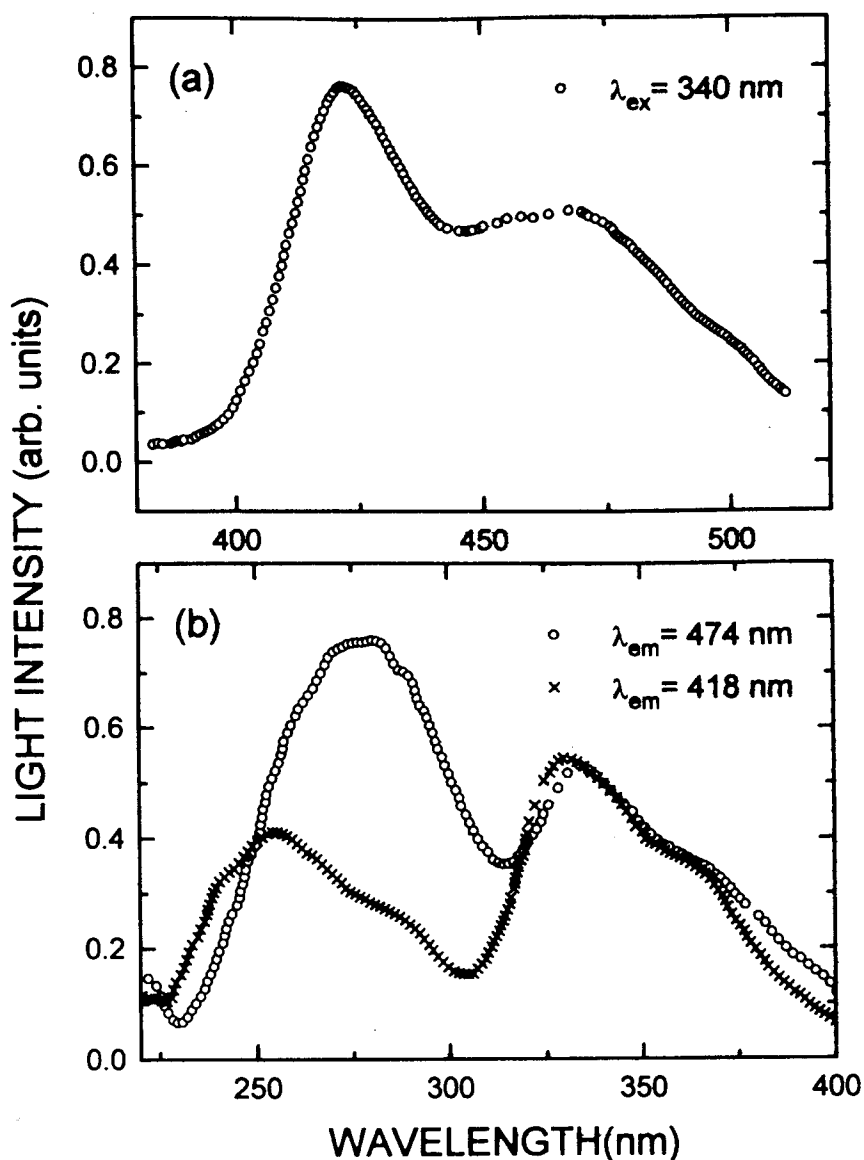 (a)
λex= 340 nm
0.8
0.6
0.4
0.2
0.0
400
450
500
LIGHT INTENSITY (arb. units)
(b)
λem= 474 nm
λem= 418 nm
0.8
0.6
0.4
0.2
0.0
250
300
350
400
WAVELENGTH(nm)